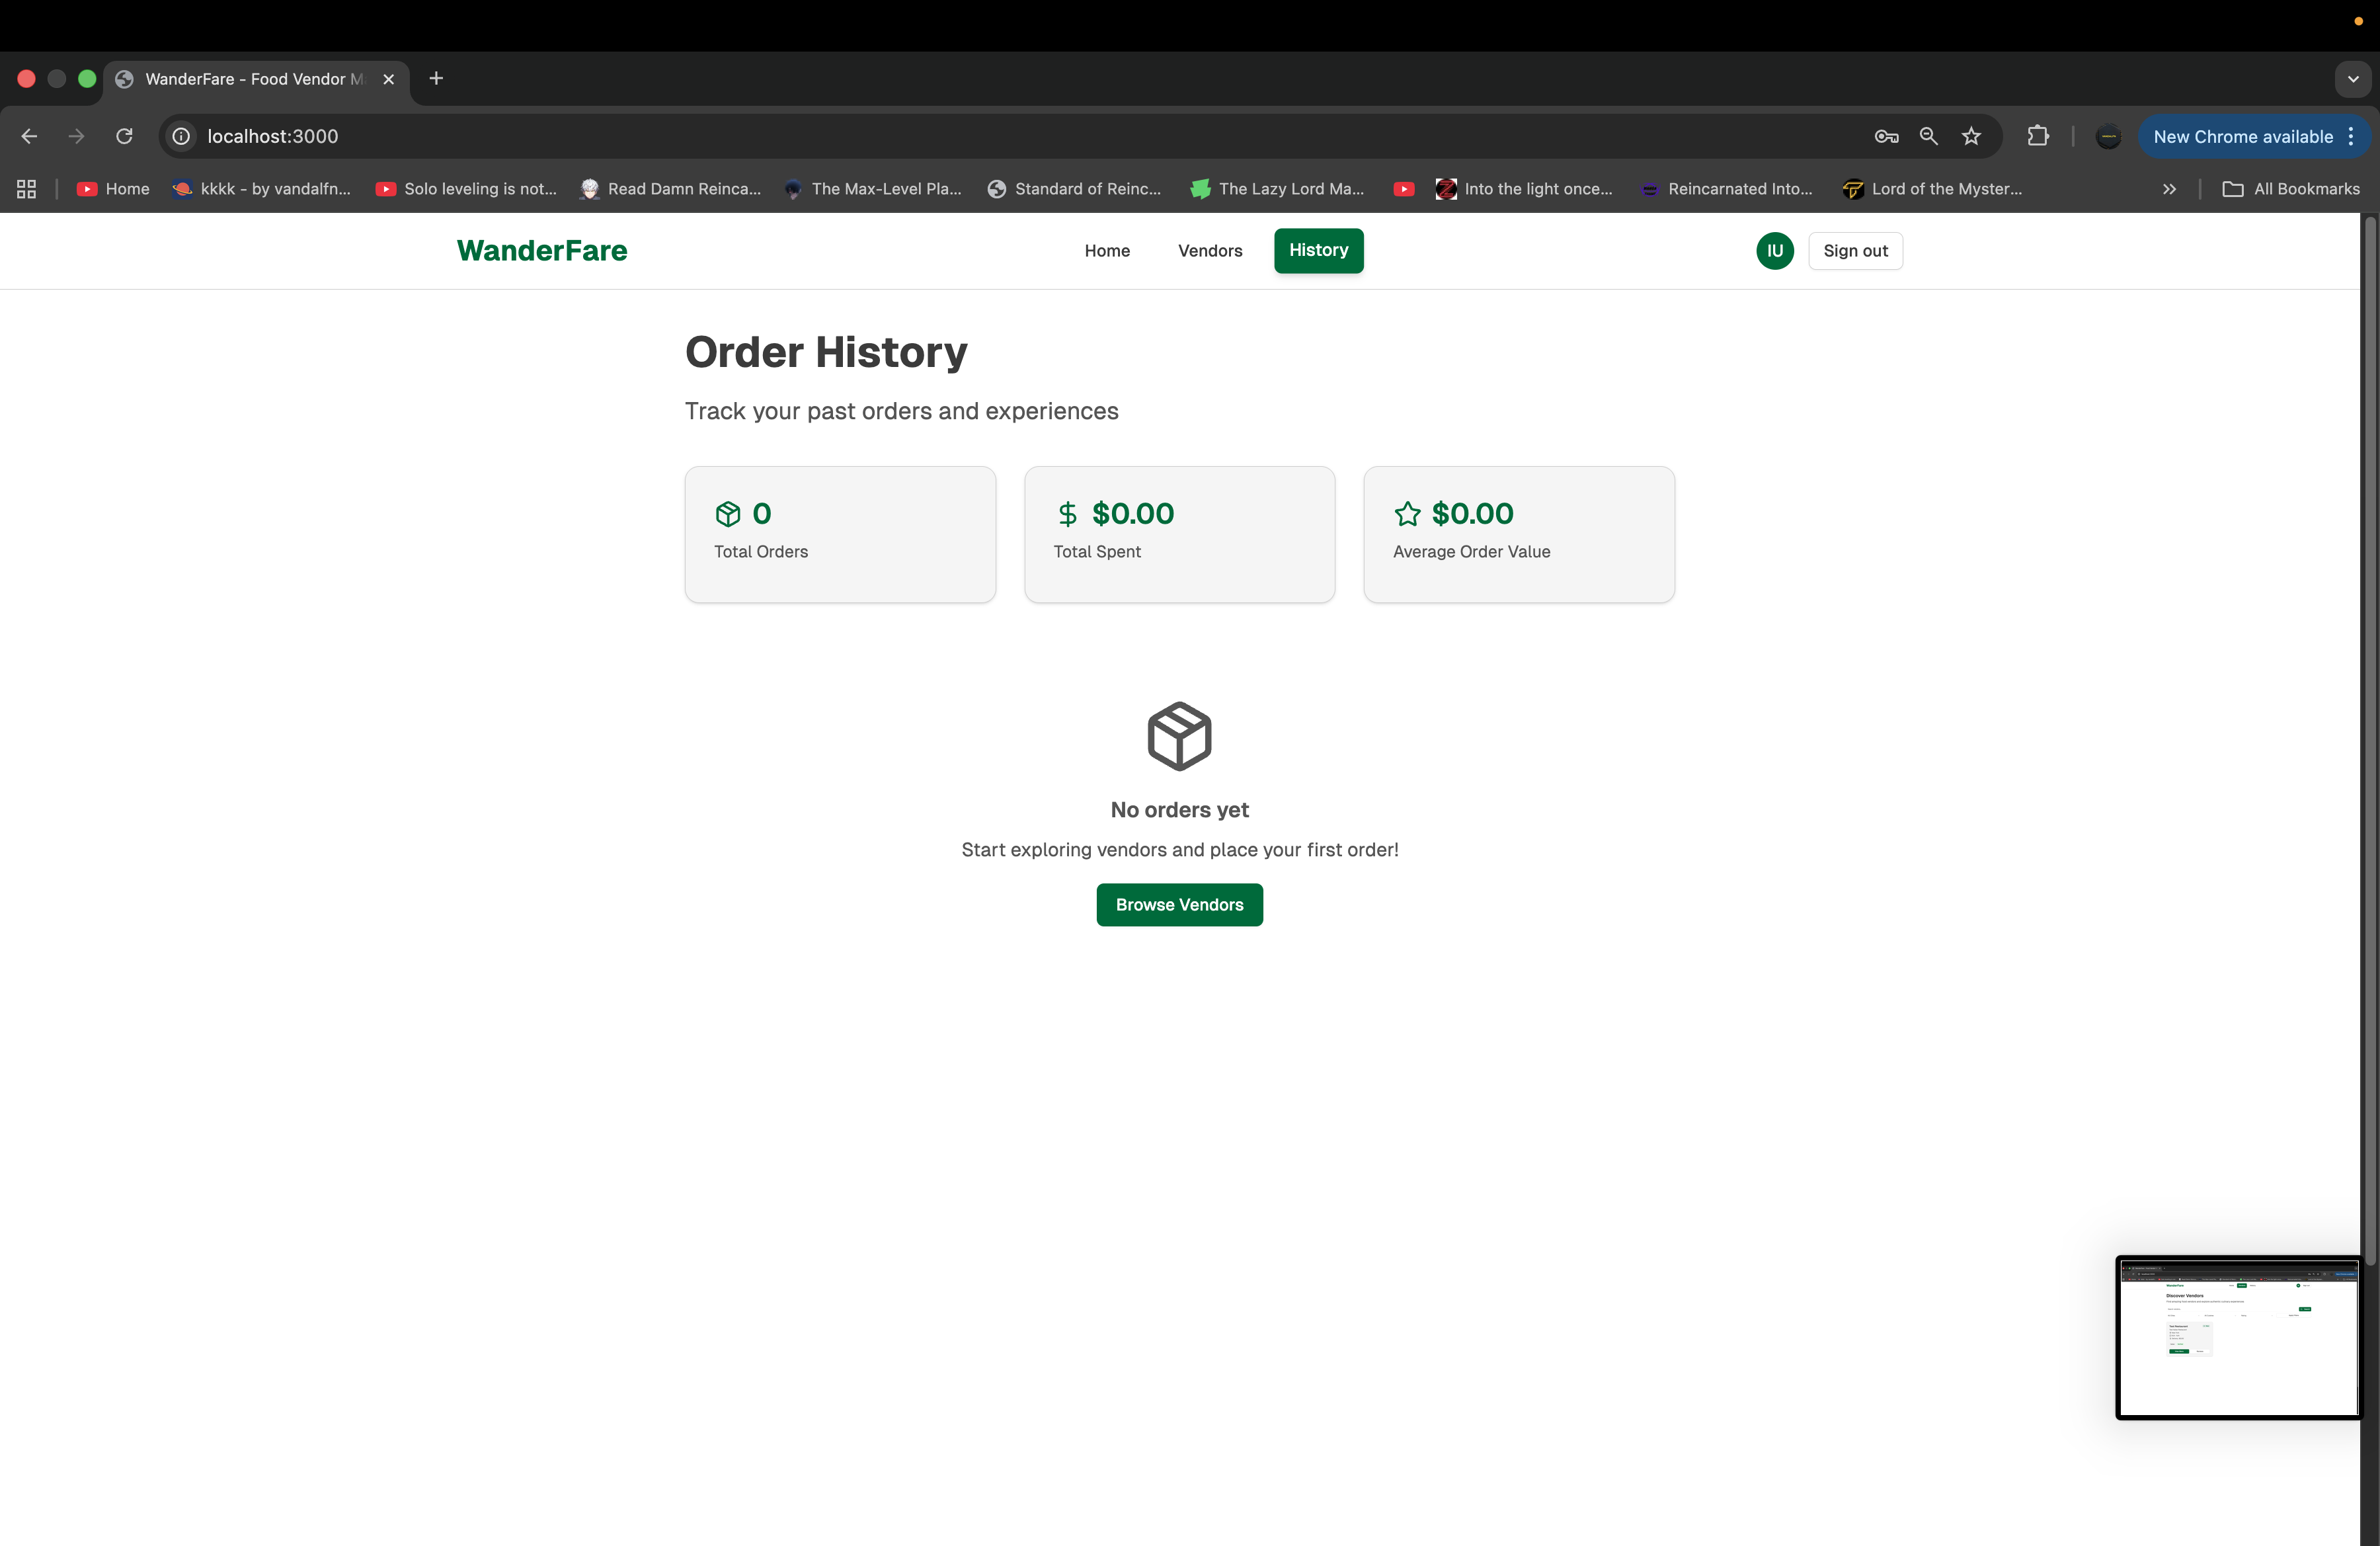 WanderFare - Food Vendor M
localhost:3000
New Chrome available
Home
kkkk - by vandalfn...
Solo leveling is not...
Read Damn Reinca...
The Max-Level Pla...
Standard of Reinc...
The Lazy Lord Ma...
Into the light once...
Reincarnated Into...
Lord of the Myster...
All Bookmarks
WanderFare
Home
Vendors
History
IU
Sign out
Order History
Track your past orders and experiences
0
Total Orders
$0.00
Total Spent
$0.00
Average Order Value
No orders yet
Start exploring vendors and place your first order!
Browse Vendors
Discover Vendors